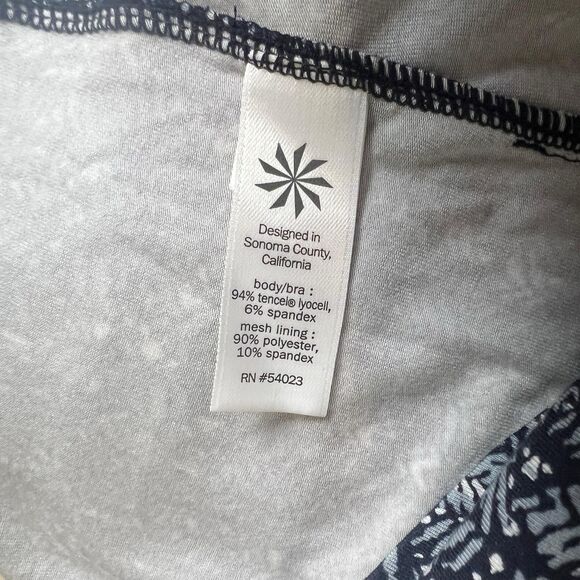 Designed in
Sonoma County,
California
body/bra :
94% tencel® lyocell,
6% spandex
mesh lining :
90% polyester,
10% spandex
RN #54023